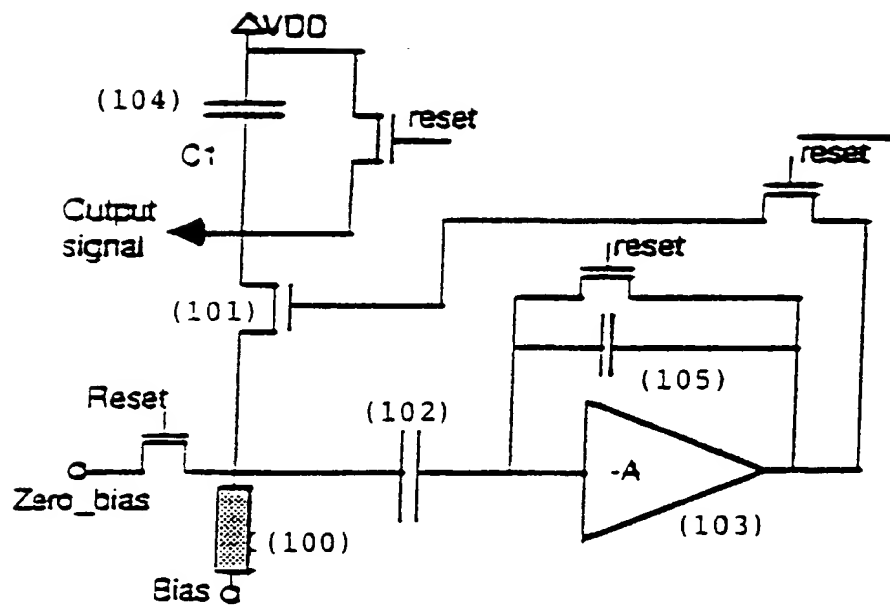 VDD
(104)
reset
C1
reset
Output
signal
reset
(101)
(105)
Reset
(102)
-A
Zero_bias
(103)
(100)
Bias